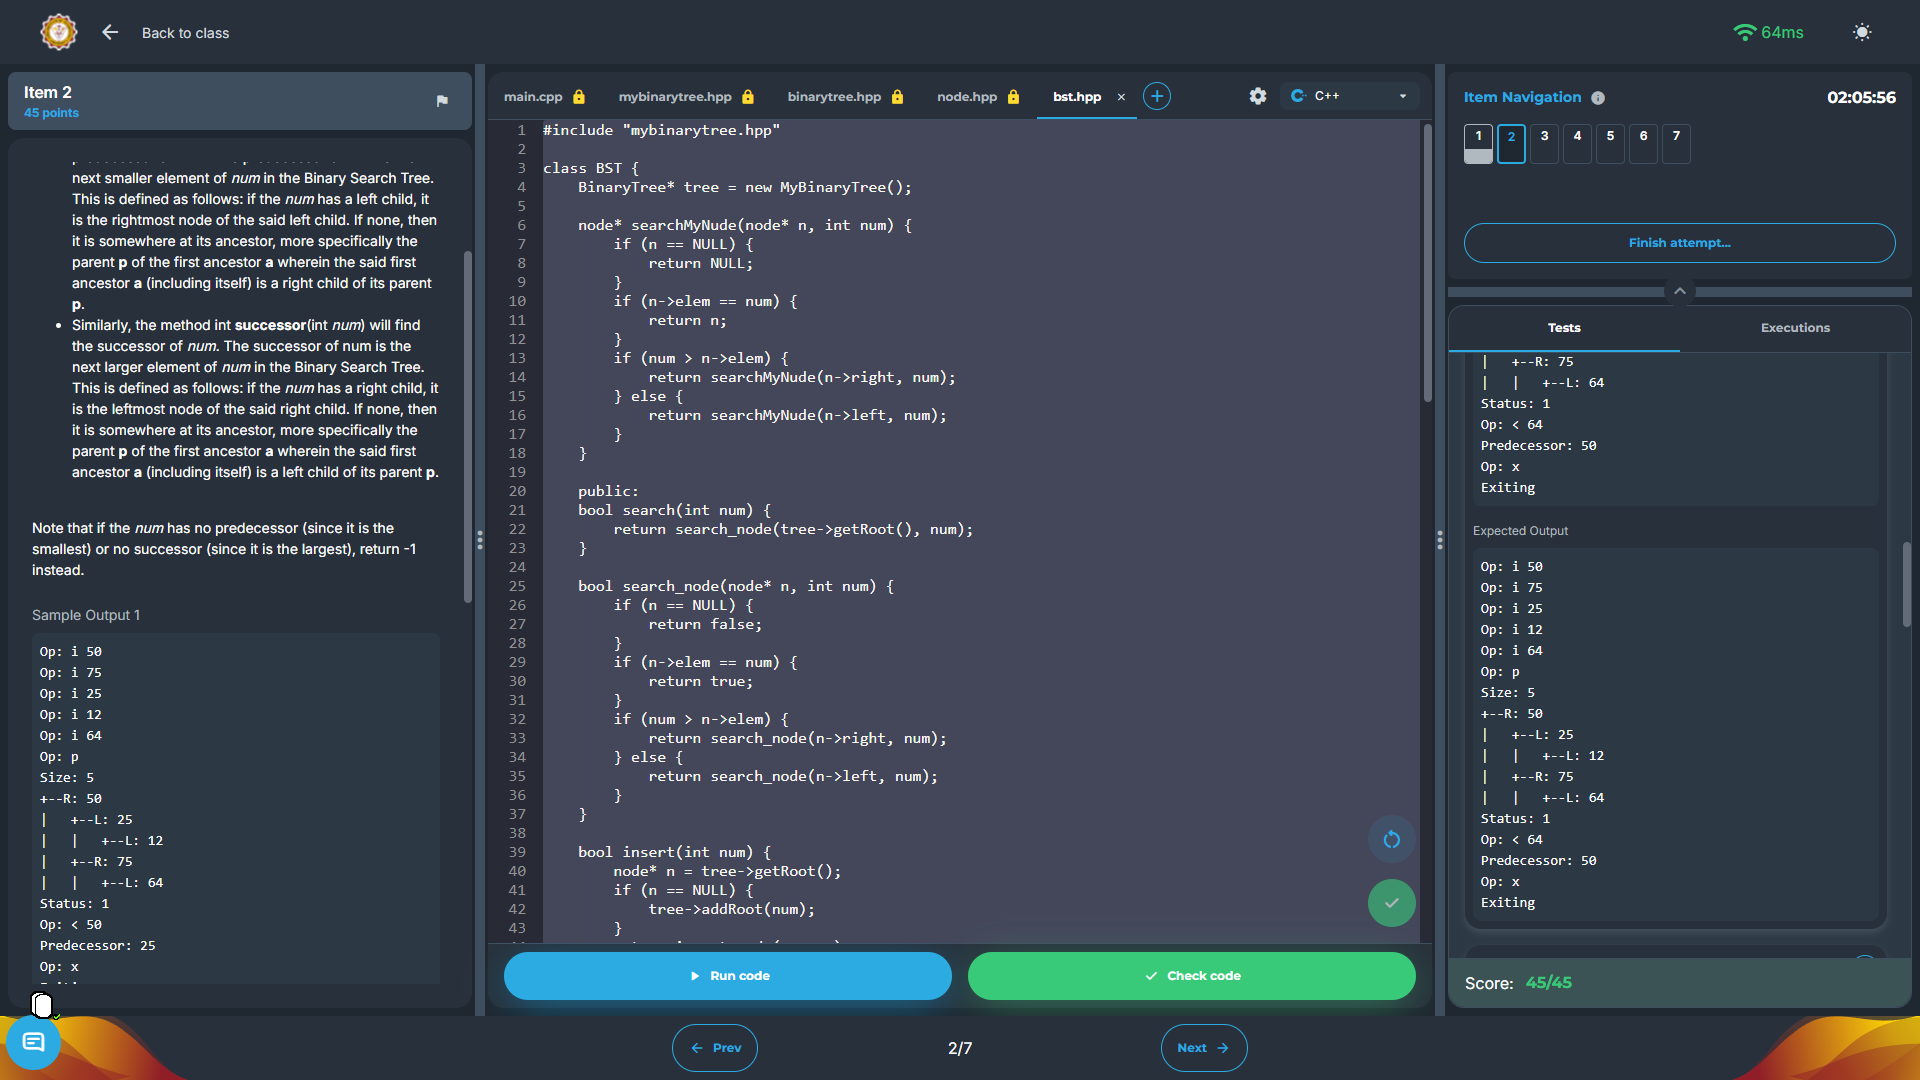 Back to class
64ms
Item 2
45 points
next smaller element of num in the Binary Search Tree.
This is defined as follows: if the num has a left child, it
is the rightmost node of the said left child. If none, then
it is somewhere at its ancestor, more specifically the
parent p of the first ancestor a wherein the said first
ancestor a (including itself) is a right child of its parent
p.
• Similarly, the method int successor(int num) will find
the successor of num. The successor of num is the
next larger element of num in the Binary Search Tree.
This is defined as follows: if the num has a right child, it
is the leftmost node of the said right child. If none, then
it is somewhere at its ancestor, more specifically the
parent p of the first ancestor a wherein the said first
ancestor a (including itself) is a left child of its parent p.
Note that if the num has no predecessor (since it is the
smallest) or no successor (since it is the largest), return -1
instead.
Sample Output 1
Op: i 50
Op: i 75
Op: i 25
Op: i 12
Op: i 64
Op: p
Size: 5
+--R: 50
|   +--L: 25
|   |   +--L: 12
|   +--R: 75
|   |   +--L: 64
Status: 1
Op: < 50
Predecessor: 25
Op: x
main.cpp mybinarytree.hpp binarytree.hpp node.hpp bst.hpp × +
C++
1 #include "mybinarytree.hpp"
2
3 class BST {
4     BinaryTree* tree = new MyBinaryTree();
5
6     node* searchMyNude(node* n, int num) {
7         if (n == NULL) {
8             return NULL;
9         }
10         if (n->elem == num) {
11             return n;
12         }
13         if (num > n->elem) {
14             return searchMyNude(n->right, num);
15         } else {
16             return searchMyNude(n->left, num);
17         }
18     }
19
20     public:
21     bool search(int num) {
22         return search_node(tree->getRoot(), num);
23     }
24
25     bool search_node(node* n, int num) {
26         if (n == NULL) {
27             return false;
28         }
29         if (n->elem == num) {
30             return true;
31         }
32         if (num > n->elem) {
33             return search_node(n->right, num);
34         } else {
35             return search_node(n->left, num);
36         }
37     }
38
39     bool insert(int num) {
40         node* n = tree->getRoot();
41         if (n == NULL) {
42             tree->addRoot(num);
43         }
Run code
Check code
Prev
2/7
Next
Item Navigation
02:05:56
1 2 3 4 5 6 7
Finish attempt...
Tests
Executions
|   +--R: 75
|   |   +--L: 64
Status: 1
Op: < 64
Predecessor: 50
Op: x
Exiting
Expected Output
Op: i 50
Op: i 75
Op: i 25
Op: i 12
Op: i 64
Op: p
Size: 5
+--R: 50
|   +--L: 25
|   |   +--L: 12
|   +--R: 75
|   |   +--L: 64
Status: 1
Op: < 64
Predecessor: 50
Op: x
Exiting
Score: 45/45